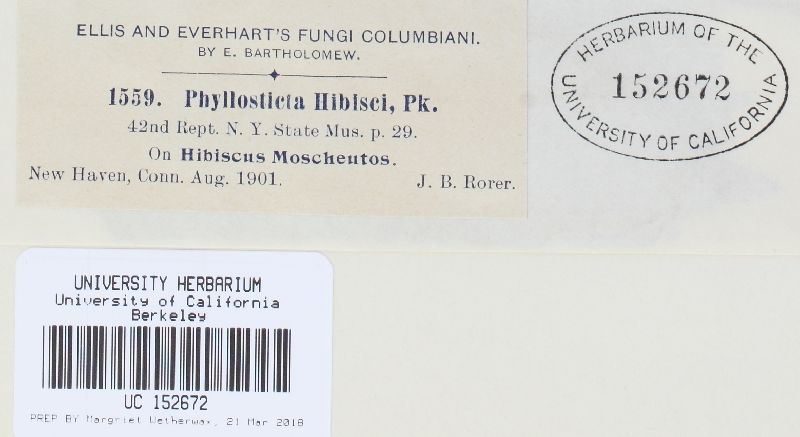 ELLIS AND EVERHART'S FUNGI COLUMBIANI.
BY E. BARTHOLOMEW.
1559. Phyllosticta Hibisci, Pk.
42nd Rept. N. Y. State Mus. p. 29.
On Hibiscus Moscheutos.
New Haven, Conn. Aug. 1901. J. B. Rorer.
HERBARIUM OF THE
152672
UNIVERSITY OF CALIFORNIA
UNIVERSITY HERBARIUM
University of California
Berkeley
UC 152672
PREP BY Margriet Wetherwax, 21 Mar 2018